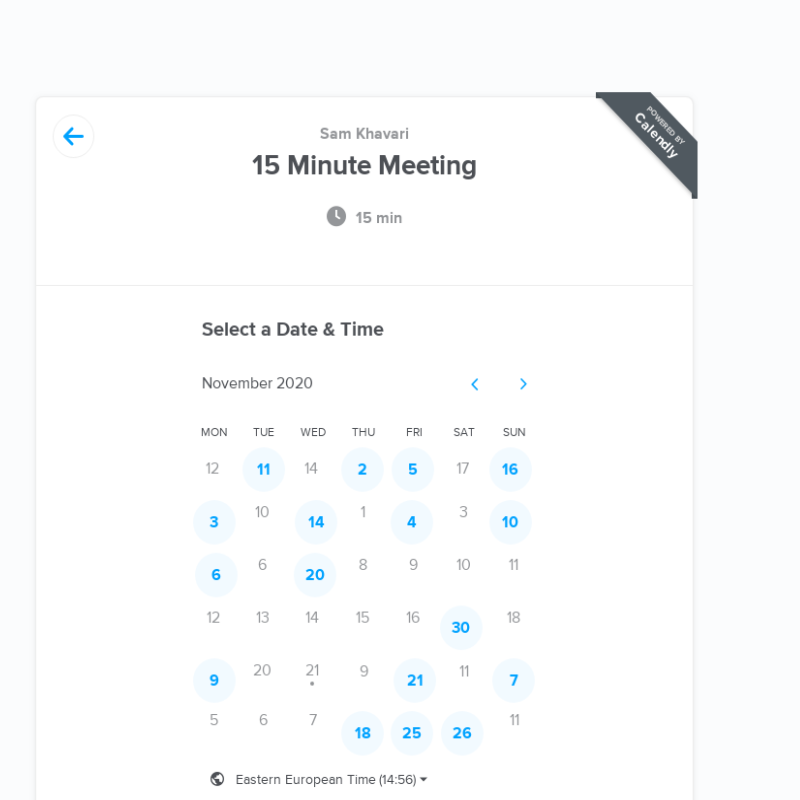 POWERED BY
Calendly
Sam Khavari
15 Minute Meeting
15 min
Select a Date & Time
November 2020
MON TUE WED THU FRI SAT SUN
12 11 14 2 5 17 16
3 10 14 1 4 3 10
6 6 20 8 9 10 11
12 13 14 15 16 30 18
9 20 21 9 21 11 7
5 6 7 18 25 26 11
Eastern European Time (14:56)